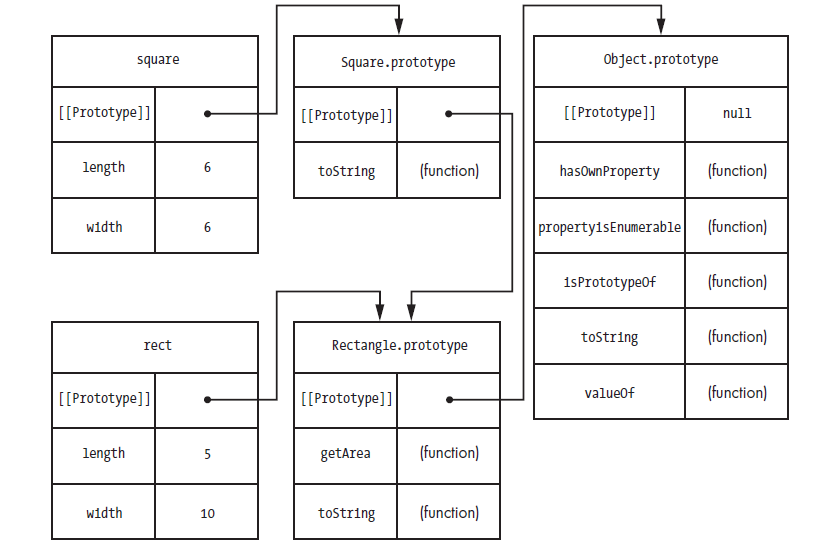 square
[[Prototype]]
length 6
width 6
Square.prototype
[[Prototype]]
toString (function)
Object.prototype
[[Prototype]] null
hasOwnProperty (function)
propertyisEnumerable (function)
isPrototypeOf (function)
toString (function)
valueOf (function)
rect
[[Prototype]]
length 5
width 10
Rectangle.prototype
[[Prototype]]
getArea (function)
toString (function)